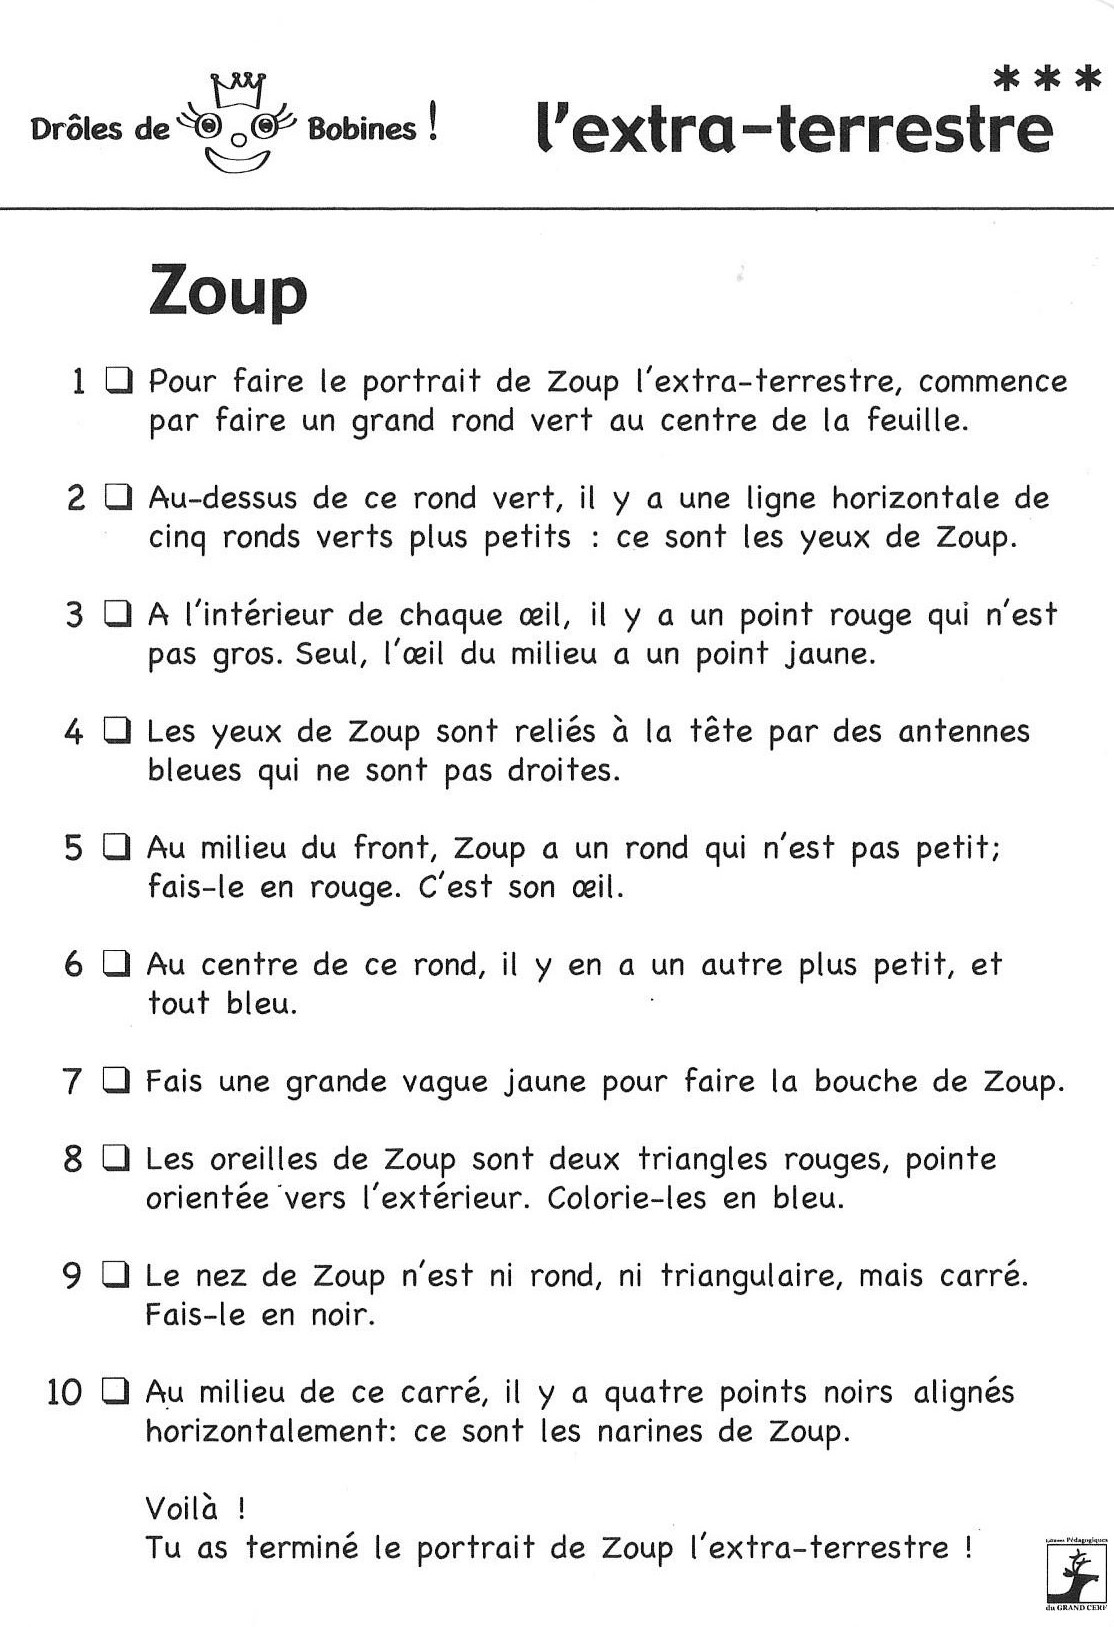 Drôles de Bobines !
***
l'extra-terrestre
Zoup
1 ❏ Pour faire le portrait de Zoup l'extra-terrestre, commence
par faire un grand rond vert au centre de la feuille.
2 ❏ Au-dessus de ce rond vert, il y a une ligne horizontale de
cinq ronds verts plus petits : ce sont les yeux de Zoup.
3 ❏ A l'intérieur de chaque œil, il y a un point rouge qui n'est
pas gros. Seul, l'œil du milieu a un point jaune.
4 ❏ Les yeux de Zoup sont reliés à la tête par des antennes
bleues qui ne sont pas droites.
5 ❏ Au milieu du front, Zoup a un rond qui n'est pas petit;
fais-le en rouge. C'est son œil.
6 ❏ Au centre de ce rond, il y en a un autre plus petit, et
tout bleu.
7 ❏ Fais une grande vague jaune pour faire la bouche de Zoup.
8 ❏ Les oreilles de Zoup sont deux triangles rouges, pointe
orientée vers l'extérieur. Colorie-les en bleu.
9 ❏ Le nez de Zoup n'est ni rond, ni triangulaire, mais carré.
Fais-le en noir.
10 ❏ Au milieu de ce carré, il y a quatre points noirs alignés
horizontalement: ce sont les narines de Zoup.
Voilà !
Tu as terminé le portrait de Zoup l'extra-terrestre !
Pédagogiques
du GRAND CERF